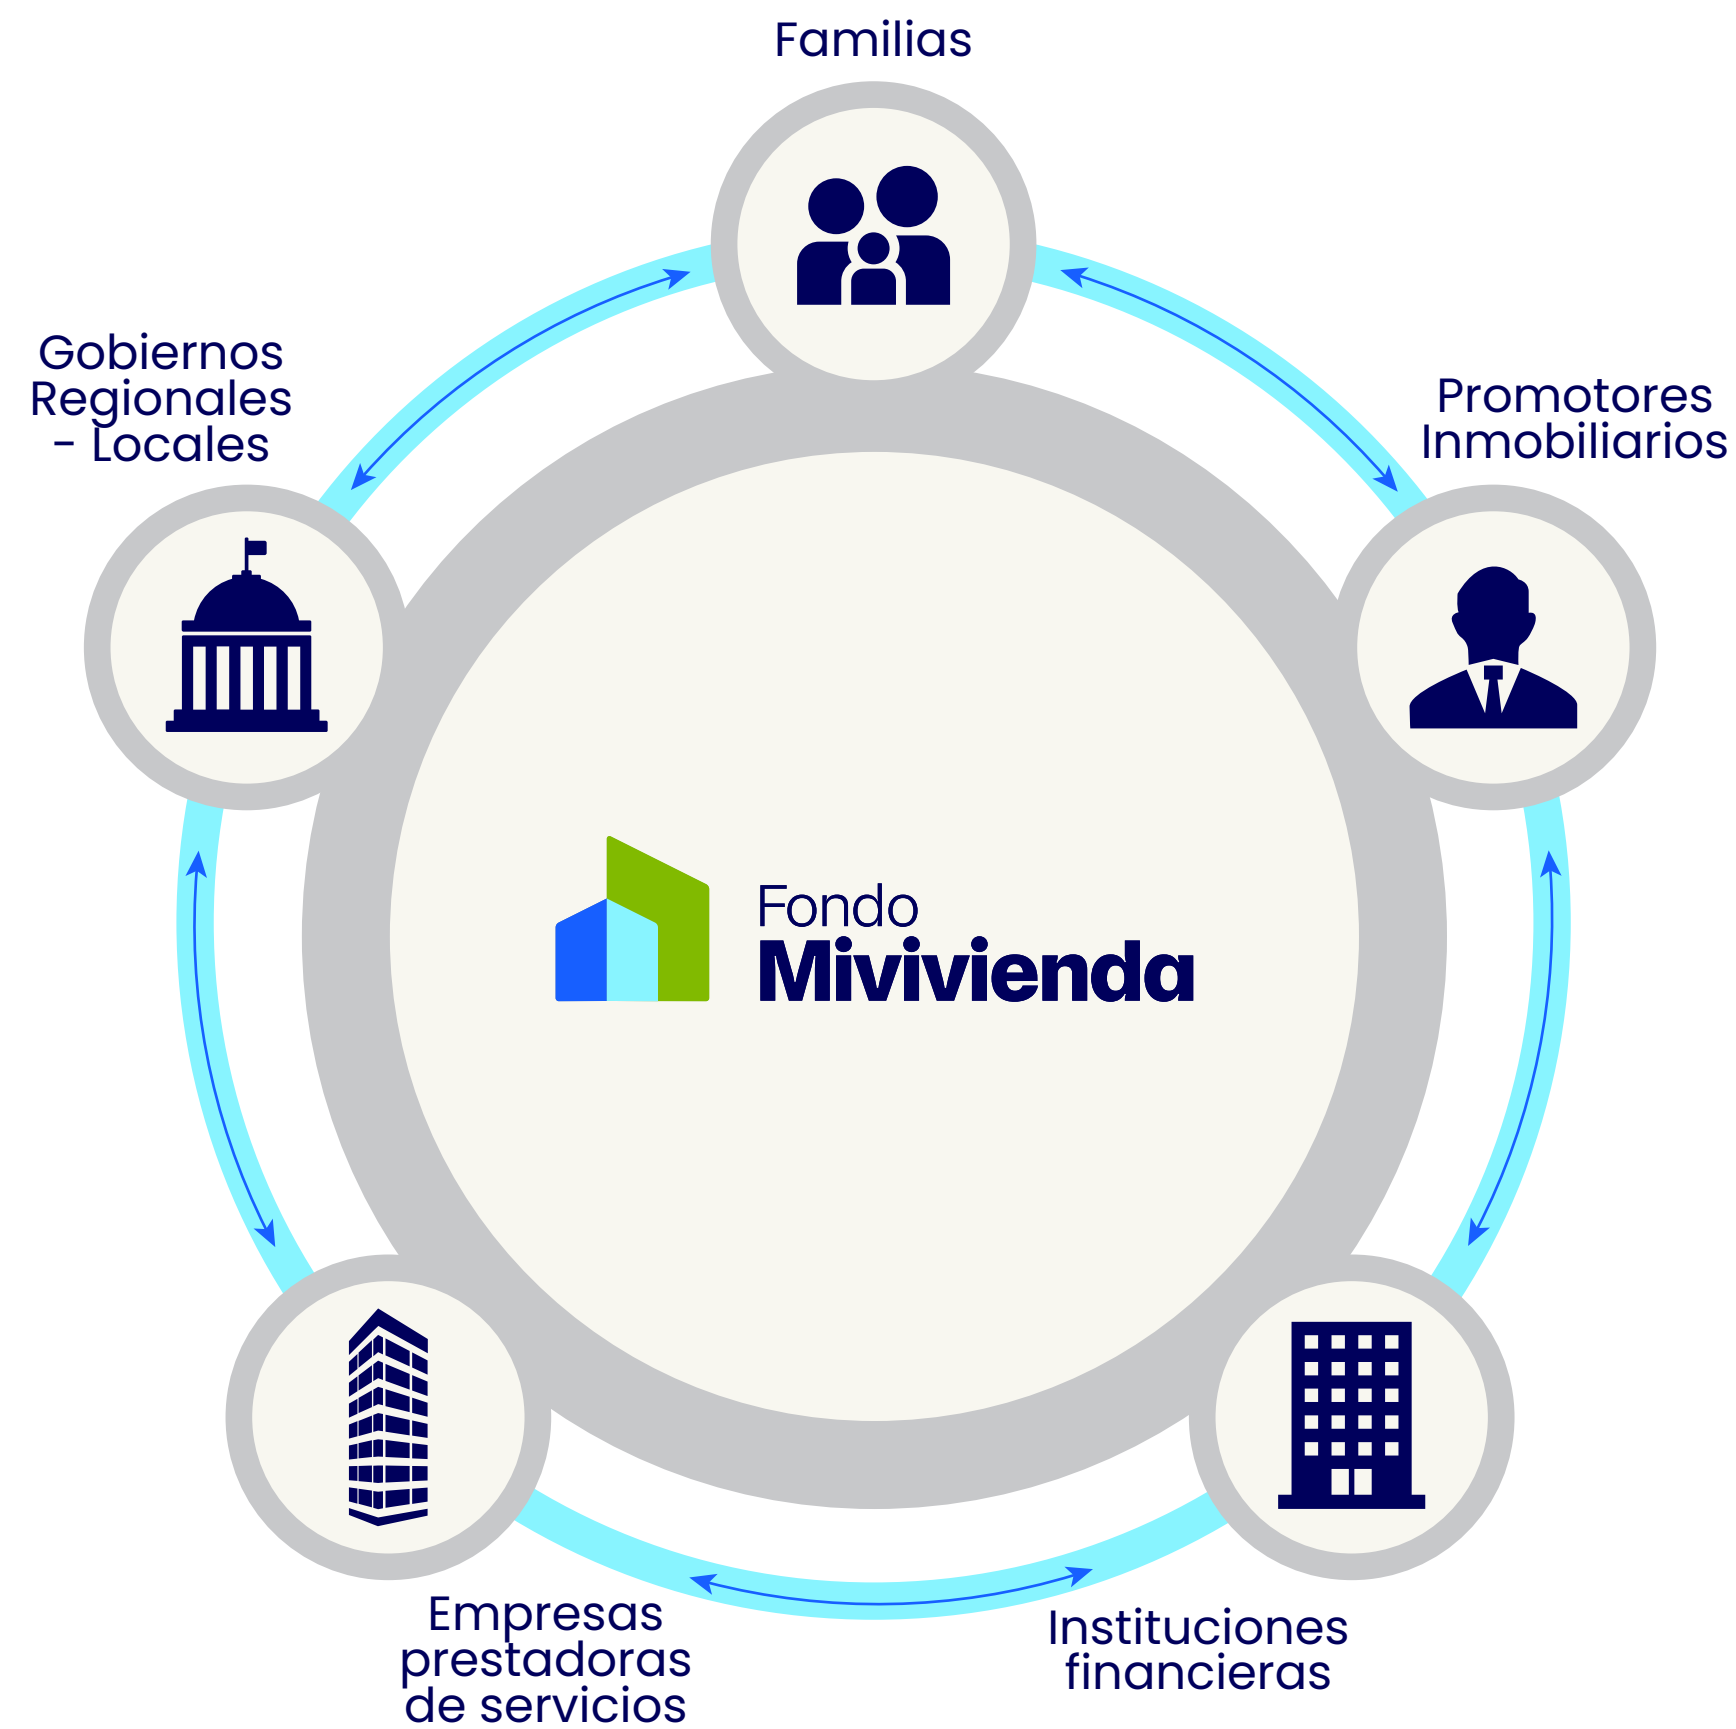 Familias
Gobiernos
Regionales
- Locales
Promotores
Inmobiliarios
Fondo
Mivivienda
Empresas
prestadoras
de servicios
Instituciones
financieras